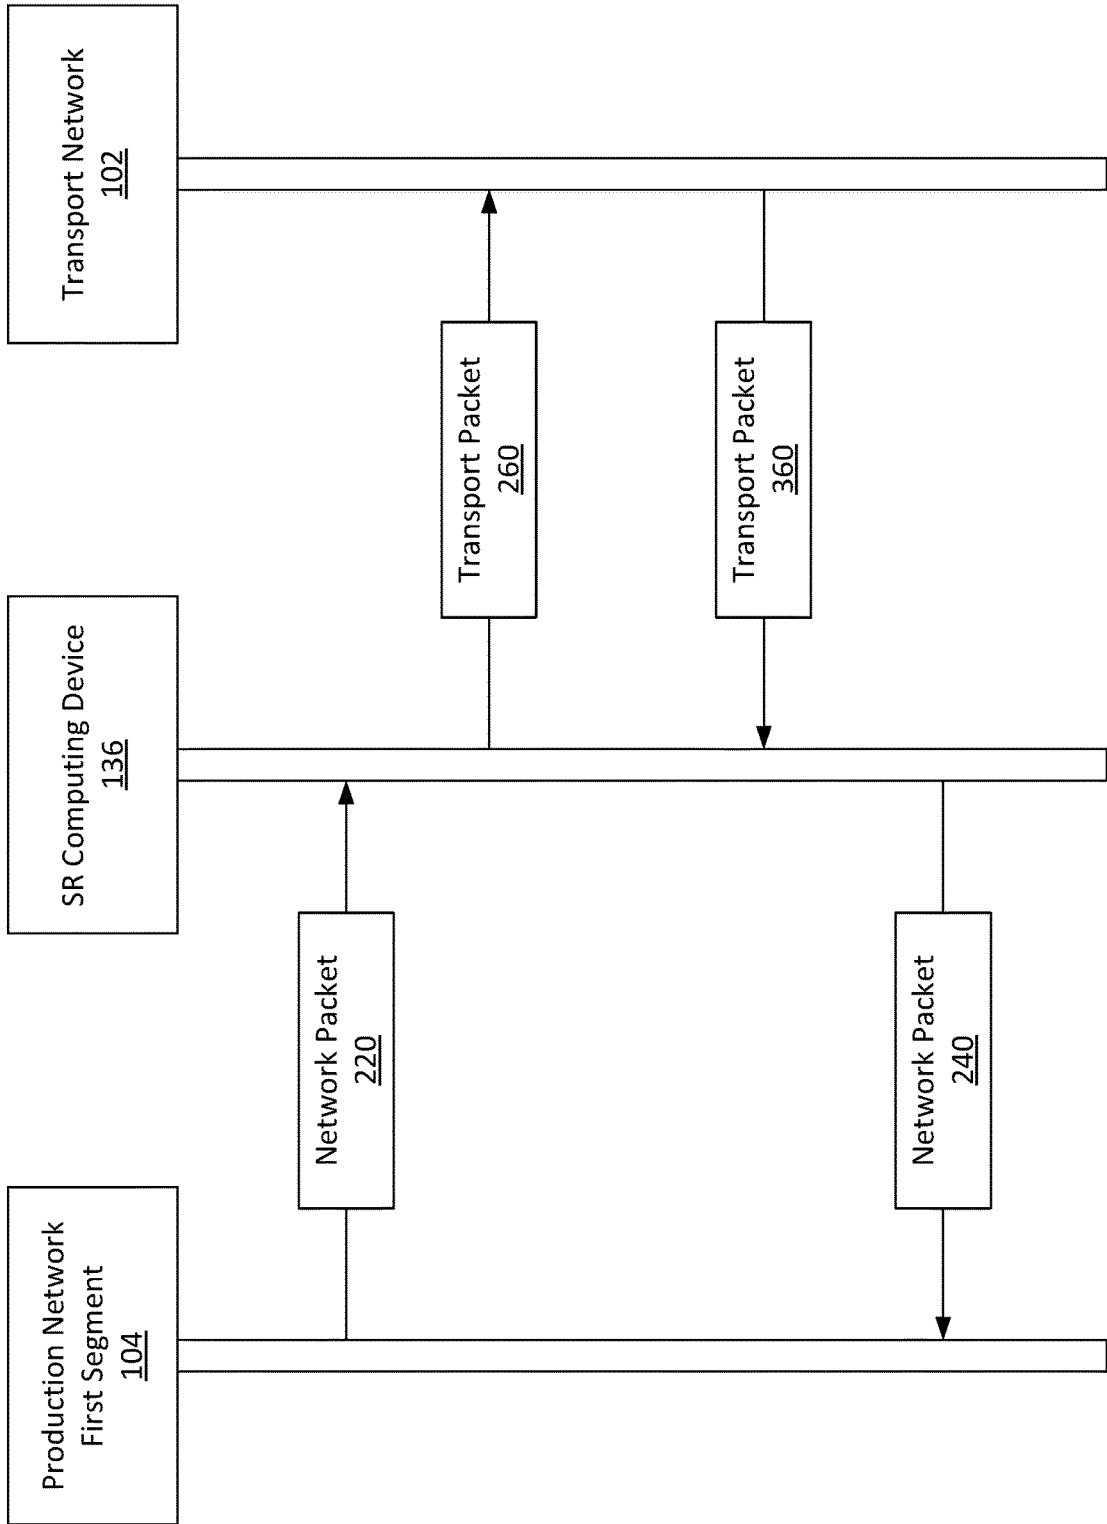 Production Network
First Segment
104
SR Computing Device
136
Transport Network
102
Network Packet
220
Transport Packet
260
Transport Packet
360
Network Packet
240